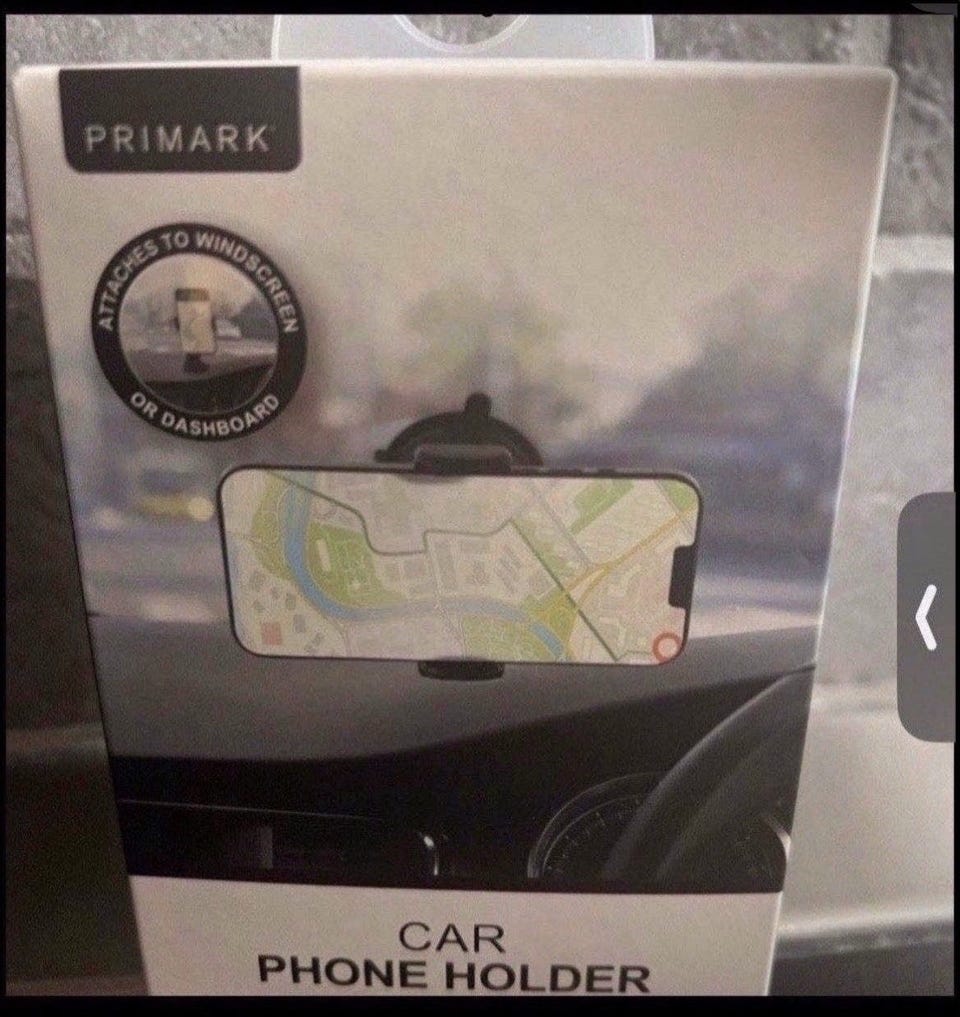 PRIMARK
ATTACHES TO WINDSCREEN
OR DASHBOARD
CAR
PHONE HOLDER